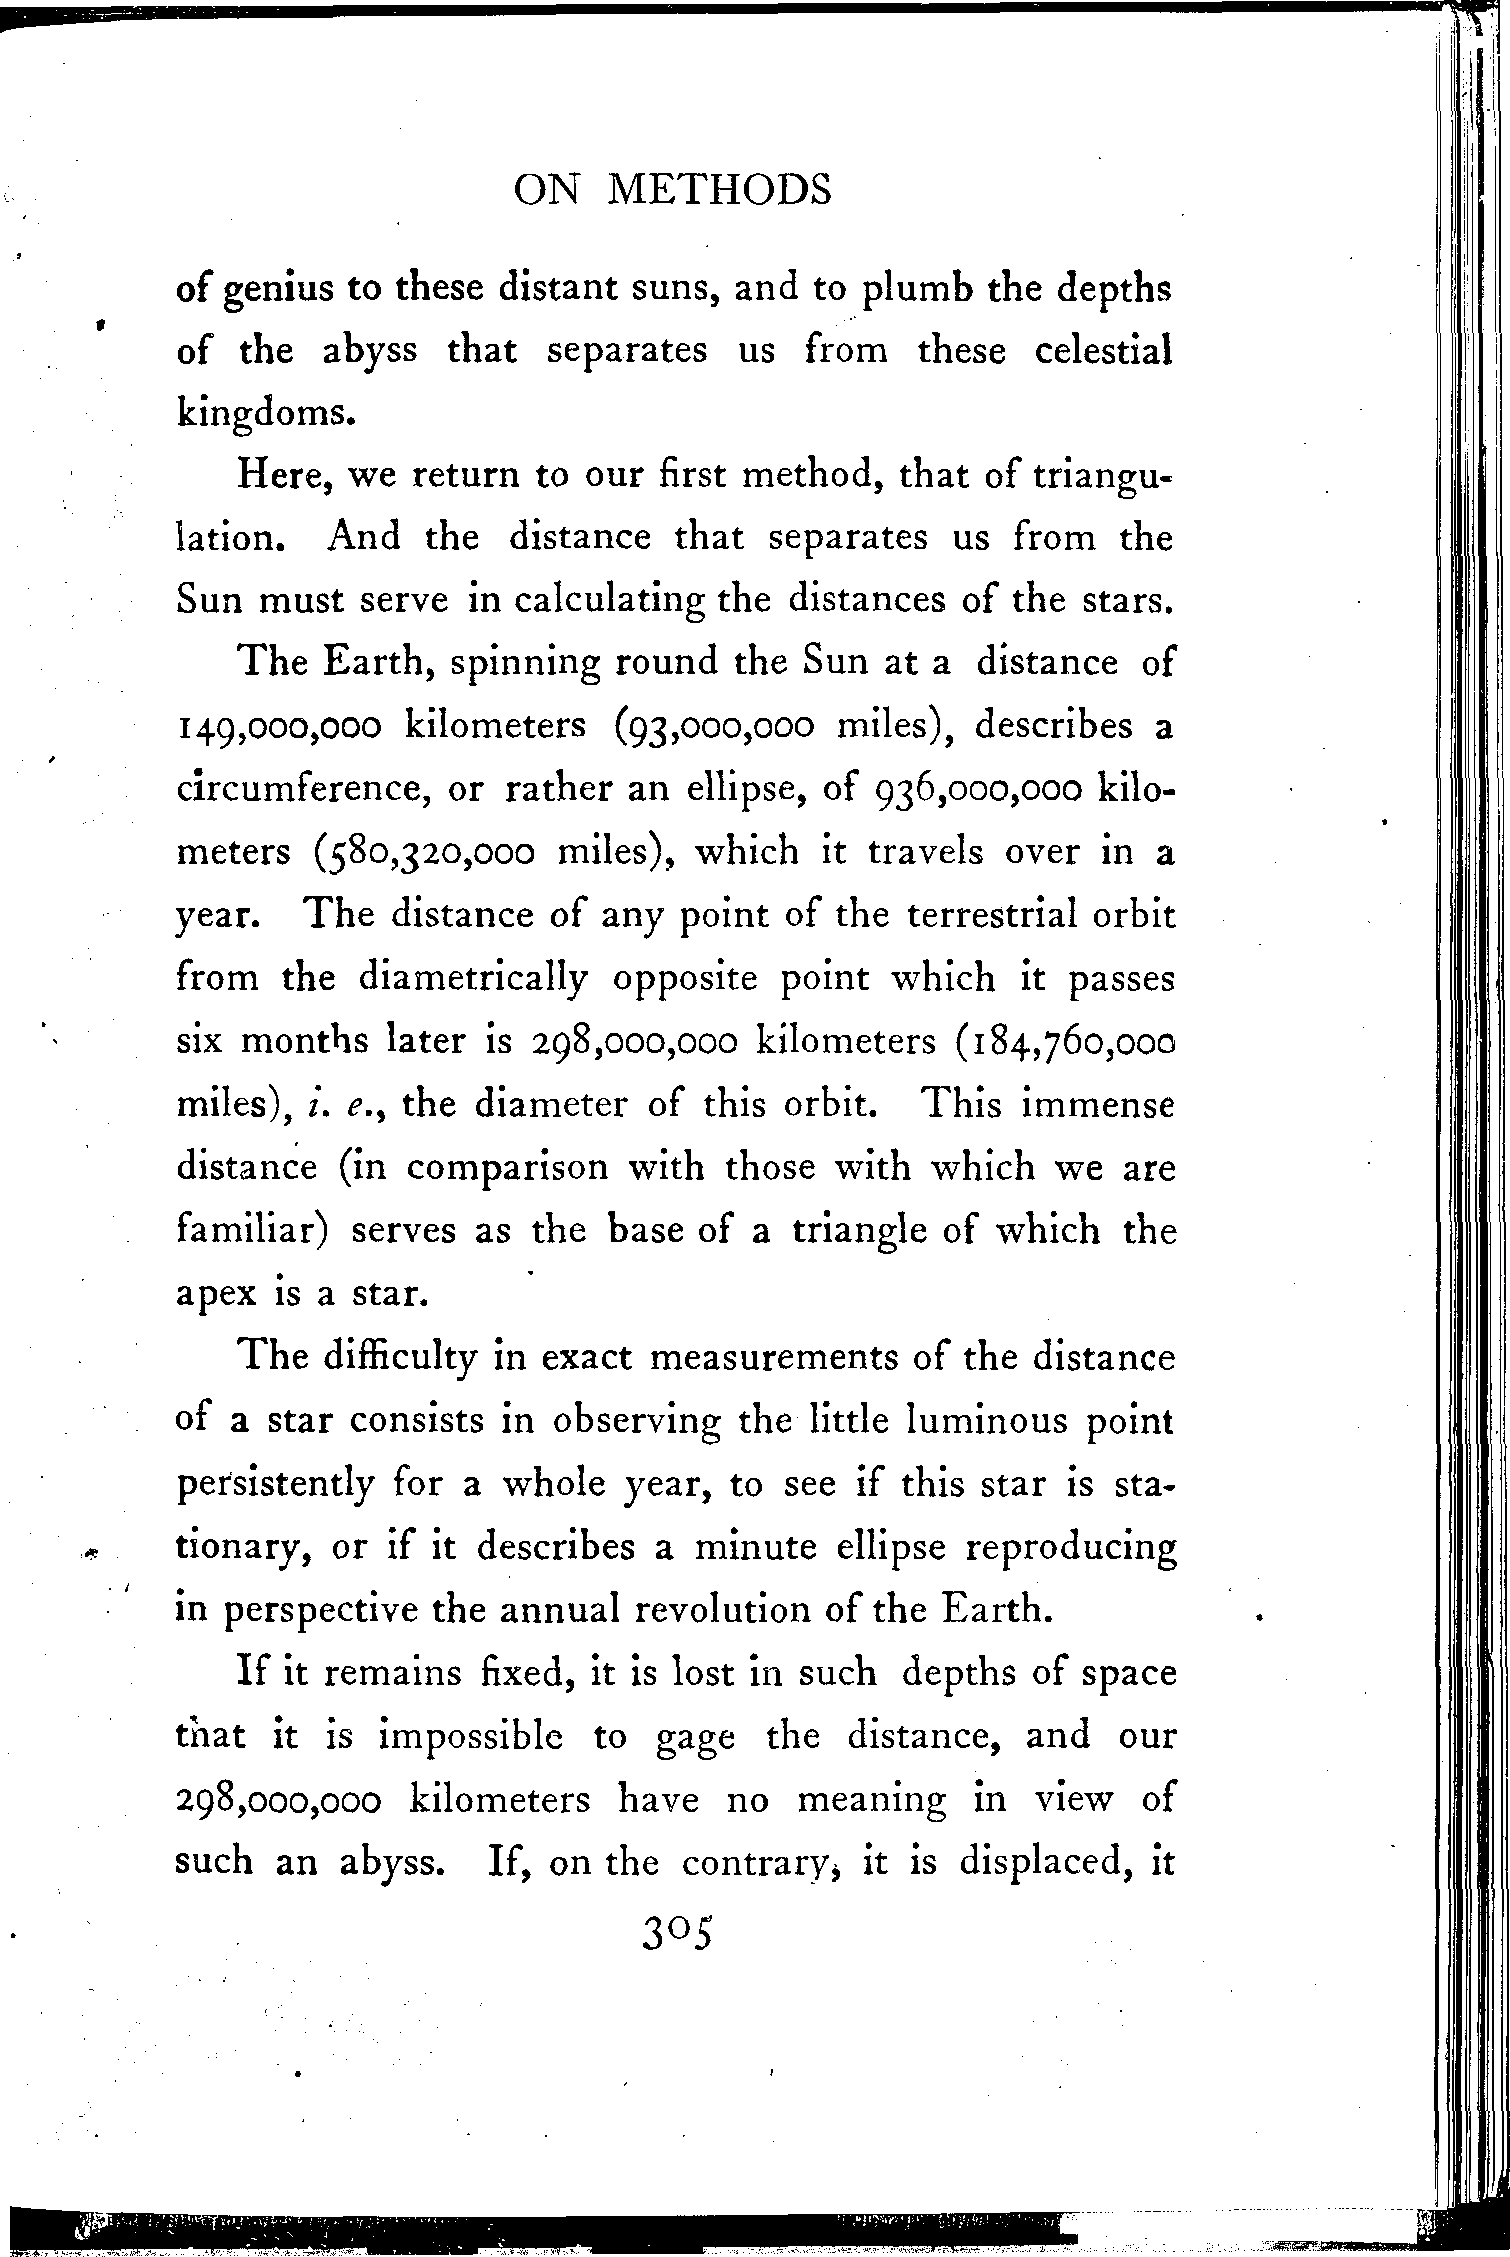 ON METHODS
of genius to these distant suns, and to plumb the depths
of the abyss that separates us from these celestial
kingdoms.
Here, we return to our first method, that of triangu-
lation. And the distance that separates us from the
Sun must serve in calculating the distances of the stars.
The Earth, spinning round the Sun at a distance of
149,000,000 kilometers (93,000,000 miles), describes a
circumference, or rather an ellipse, of 936,000,000 kilo-
meters (580,320,000 miles), which it travels over in a
year. The distance of any point of the terrestrial orbit
from the diametrically opposite point which it passes
six months later is 298,000,000 kilometers (184,760,000
miles), i. e., the diameter of this orbit. This immense
distance (in comparison with those with which we are
familiar) serves as the base of a triangle of which the
apex is a star.
The difficulty in exact measurements of the distance
of a star consists in observing the little luminous point
persistently for a whole year, to see if this star is sta-
tionary, or if it describes a minute ellipse reproducing
in perspective the annual revolution of the Earth.
If it remains fixed, it is lost in such depths of space
that it is impossible to gage the distance, and our
298,000,000 kilometers have no meaning in view of
such an abyss. If, on the contrary, it is displaced, it
305